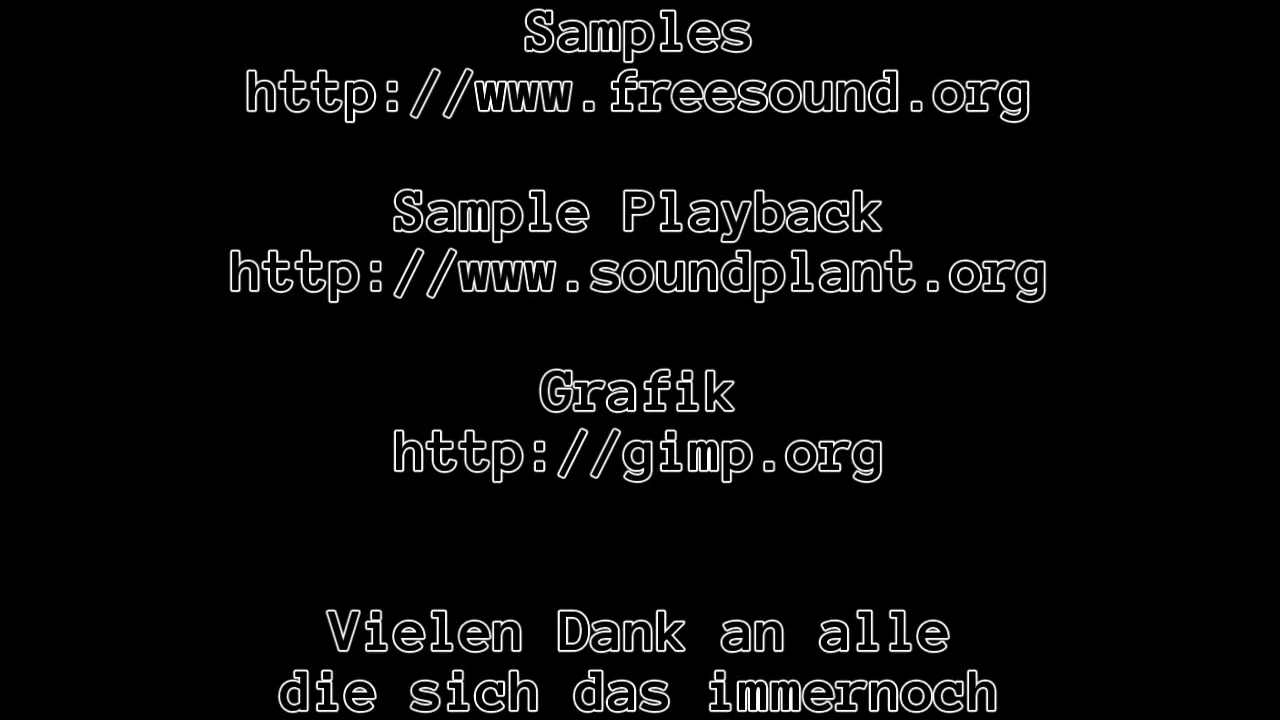 Samples
http://www.freesound.org
Sample Playback
http://www.soundplant.org
Grafik
http://gimp.org
Vielen Dank an alle
die sich das immernoch